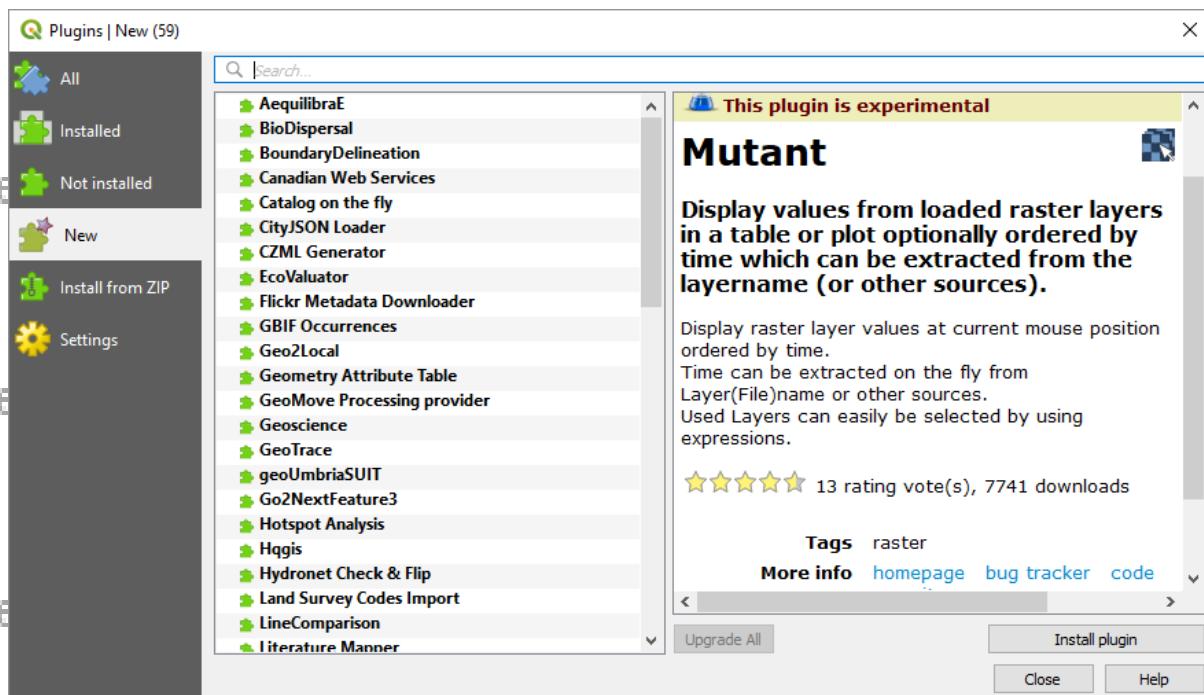 Plugins | New (59)
All
Installed
Not installed
New
Install from ZIP
Settings
Search...
AequilibraE
BioDispersal
BoundaryDelineation
Canadian Web Services
Catalog on the fly
CityJSON Loader
CZML Generator
EcoValuator
Flickr Metadata Downloader
GBIF Occurrences
Geo2Local
Geometry Attribute Table
GeoMove Processing provider
Geoscience
GeoTrace
geoUmbriaSUIT
Go2NextFeature3
Hotspot Analysis
Hqgis
Hydronet Check & Flip
Land Survey Codes Import
LineComparison
Literature Mapper
This plugin is experimental
Mutant
Display values from loaded raster layers
in a table or plot optionally ordered by
time which can be extracted from the
layername (or other sources).
Display raster layer values at current mouse position
ordered by time.
Time can be extracted on the fly from
Layer(File)name or other sources.
Used Layers can easily be selected by using
expressions.
13 rating vote(s), 7741 downloads
Tags raster
More info homepage bug tracker code
Upgrade All
Install plugin
Close
Help